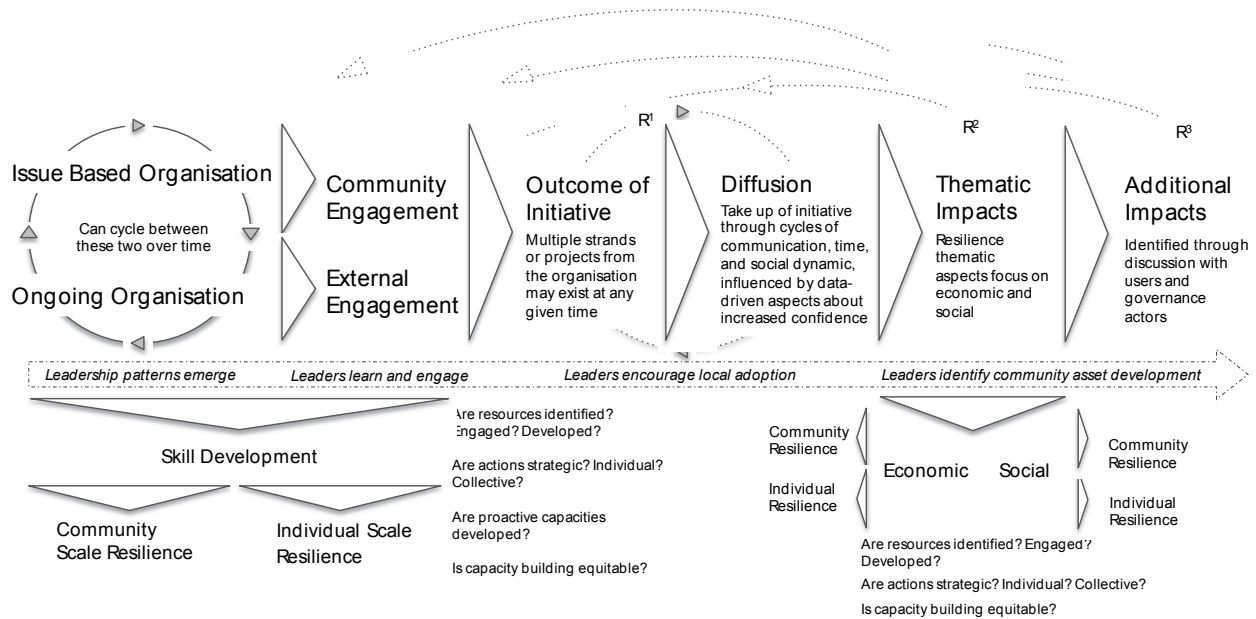 R1
R2
R3
Issue Based Organisation
Can cycle between
these two over time
Ongoing Organisation
Community
Engagement
External
Engagement
Outcome of
Initiative
Multiple strands
or projects from
the organisation
may exist at any
given time
Diffusion
Take up of initiative
through cycles of
communication, time,
and social dynamic,
influenced by data-
driven aspects about
increased confidence
Thematic
Impacts
Resilience
thematic
aspects focus on
economic and
social
Additional
Impacts
Identified through
discussion with
users and
governance
actors
Leadership patterns emerge
Leaders learn and engage
Leaders encourage local adoption
Leaders identify community asset development
Skill Development
Community
Scale Resilience
Individual Scale
Resilience
Are resources identified?
Engaged? Developed?
Are actions strategic? Individual?
Collective?
Are proactive capacities
developed?
Is capacity building equitable?
Community
Resilience
Individual
Resilience
Economic
Social
Community
Resilience
Individual
Resilience
Are resources identified? Engaged?
Developed?
Are actions strategic? Individual? Collective?
Is capacity building equitable?